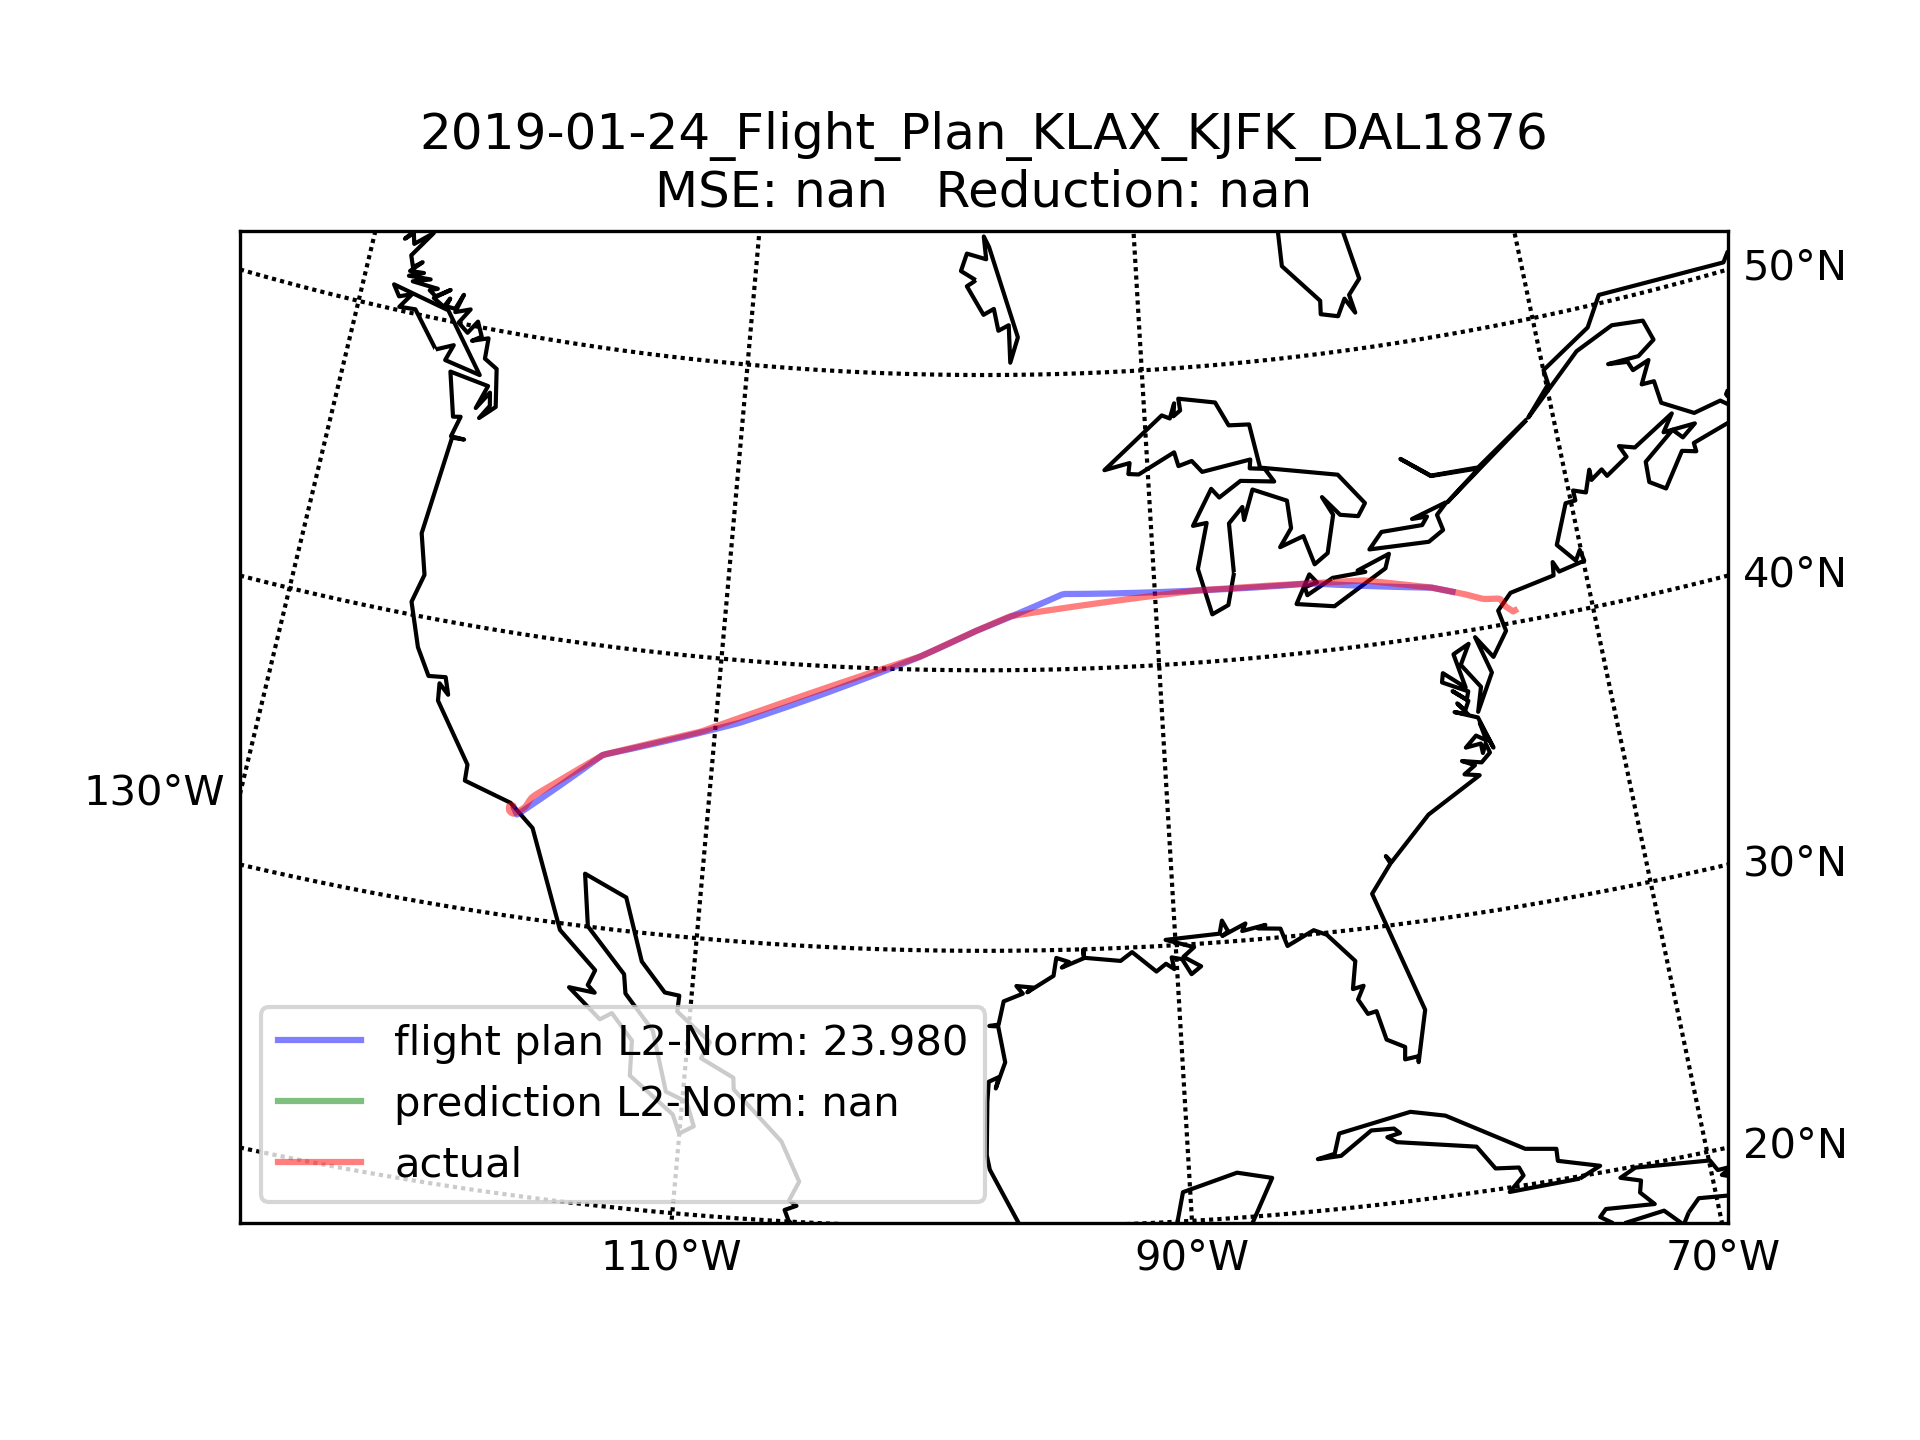 2019-01-24_Flight_Plan_KLAX_KJFK_DAL1876
MSE: nan   Reduction: nan
50°N
40°N
130°W
30°N
flight plan L2-Norm: 23.980
prediction L2-Norm: nan
20°N
actual
110°W
90°W
70°W